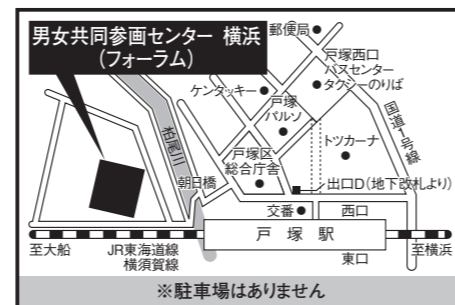 男女共同参画センター 横浜
(フォーラム)
郵便局
戸塚西口
バスセンター
タクシーのりば
ケンタッキー
戸塚
パルソ
国道1号線
柏尾川
トツカーナ
戸塚区
総合庁舎
朝日橋
出口D(地下改札より)
交番
西口
戸塚駅
至大船
JR東海道線
横須賀線
至横浜
東口
※駐車場はありません